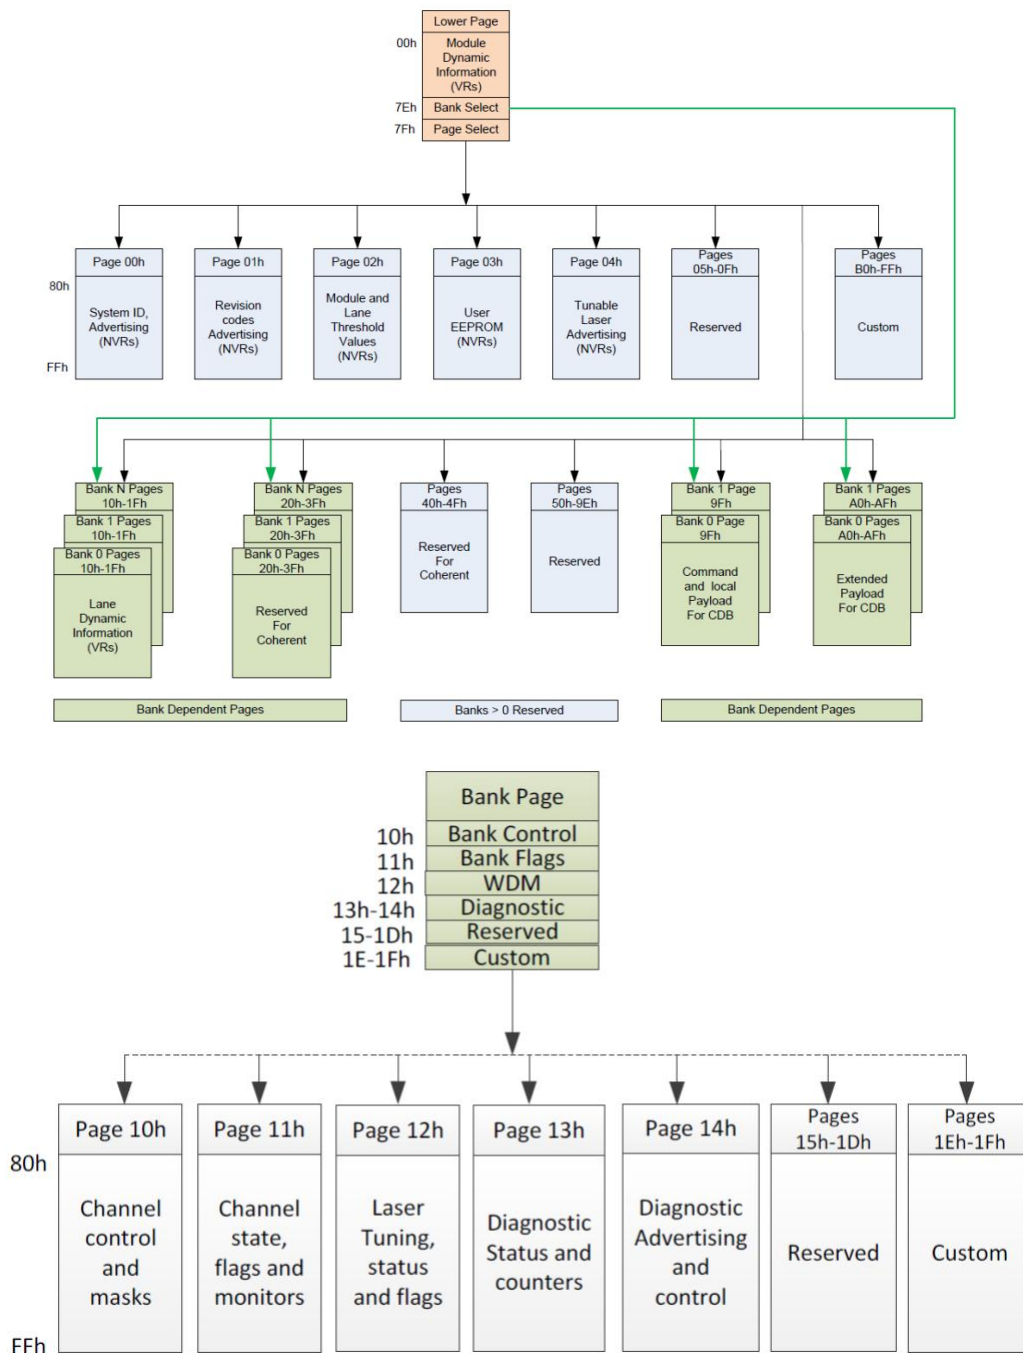 Lower Page
00h
Module
Dynamic
Information
(VRs)
7Eh
Bank Select
7Fh
Page Select
Page 00h
Page 01h
Page 02h
Page 03h
Page 04h
Pages
05h-0Fh
Pages
B0h-FFh
80h
System ID,
Advertising
(NVRs)
Revision
codes
Advertising
(NVRs)
Module and
Lane
Threshold
Values
(NVRs)
User
EEPROM
(NVRs)
Tunable
Laser
Advertising
(NVRs)
Reserved
Custom
FFh
Bank N Pages
10h-1Fh
Bank 1 Pages
10h-1Fh
Bank 0 Pages
10h-1Fh
Lane
Dynamic
Information
(VRs)
Bank N Pages
20h-3Fh
Bank 1 Pages
20h-3Fh
Bank 0 Pages
20h-3Fh
Reserved
For
Coherent
Pages
40h-4Fh
Reserved
For
Coherent
Pages
50h-9Eh
Reserved
Bank 1 Page
9Fh
Bank 0 Page
9Fh
Command
and local
Payload
For CDB
Bank 1 Pages
A0h-AFh
Bank 0 Pages
A0h-AFh
Extended
Payload
For CDB
Bank Dependent Pages
Banks > 0 Reserved
Bank Dependent Pages
Bank Page
10h
Bank Control
11h
Bank Flags
12h
WDM
13h-14h
Diagnostic
15-1Dh
Reserved
1E-1Fh
Custom
Page 10h
Page 11h
Page 12h
Page 13h
Page 14h
Pages
15h-1Dh
Pages
1Eh-1Fh
80h
Channel
control
and
masks
Channel
state,
flags and
monitors
Laser
Tuning,
status
and flags
Diagnostic
Status and
counters
Diagnostic
Advertising
and
control
Reserved
Custom
FFh